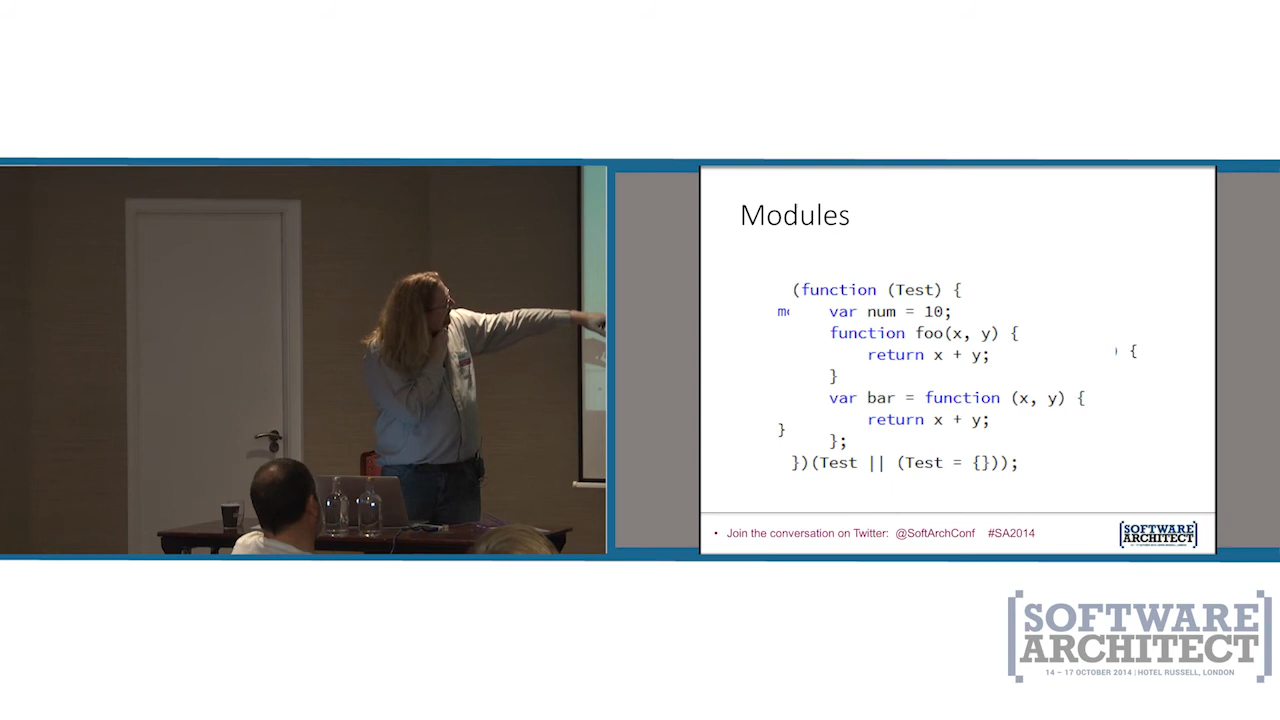 Modules
(function (Test) {
    var num = 10;
    function foo(x, y) {
        return x + y;
    }
    var bar = function (x, y) {
        return x + y;
    };
})(Test || (Test = {}));
) {
}
• Join the conversation on Twitter: @SoftArchConf #SA2014
[SOFTWARE
ARCHITECT]
[SOFTWARE
ARCHITECT]
14 – 17 OCTOBER 2014 | HOTEL RUSSELL, LONDON